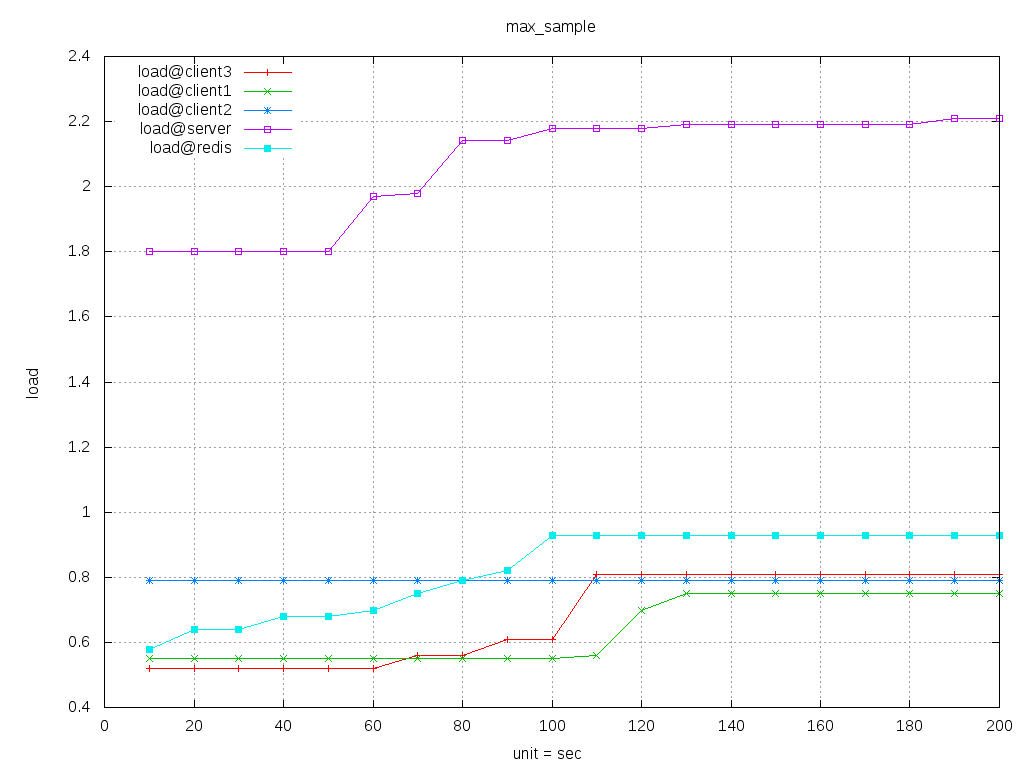 max_sample
load@client3
load@client1
load@client2
load@server
load@redis
2.4
2.2
2
1.8
1.6
1.4
1.2
1
0.8
0.6
0.4
load
0 20 40 60 80 100 120 140 160 180 200
unit = sec